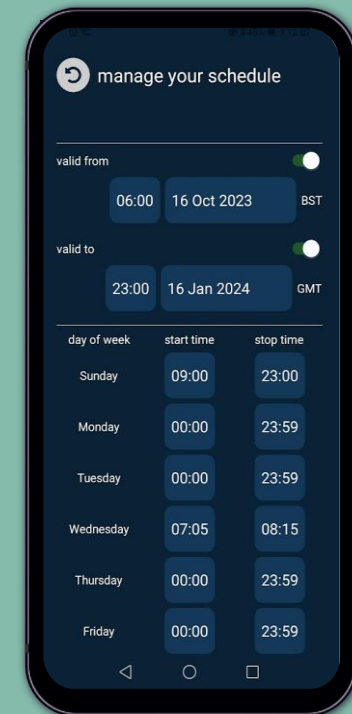 manage your schedule
valid from
06:00 16 Oct 2023 BST
valid to
23:00 16 Jan 2024 GMT
day of week start time stop time
Sunday 09:00 23:00
Monday 00:00 23:59
Tuesday 00:00 23:59
Wednesday 07:05 08:15
Thursday 00:00 23:59
Friday 00:00 23:59